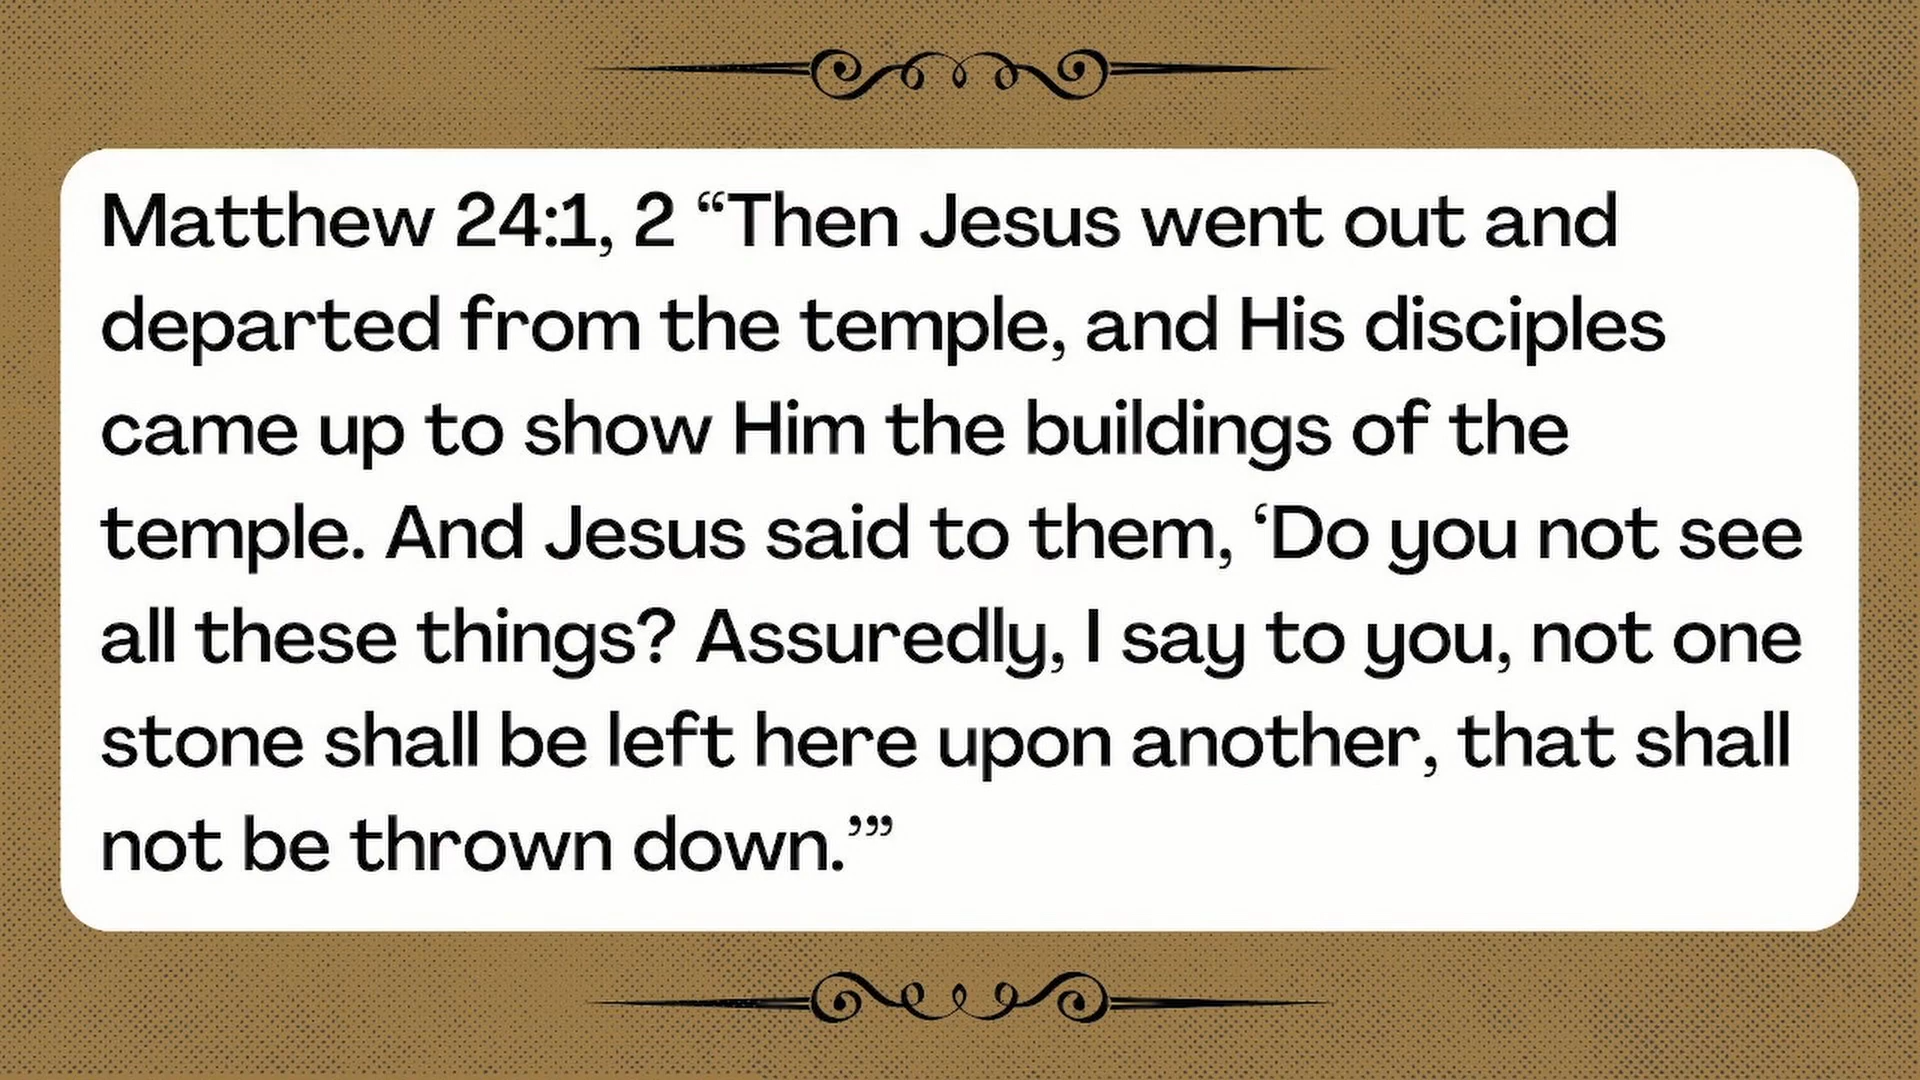 Matthew 24:1, 2 “Then Jesus went out and
departed from the temple, and His disciples
came up to show Him the buildings of the
temple. And Jesus said to them, ‘Do you not see
all these things? Assuredly, I say to you, not one
stone shall be left here upon another, that shall
not be thrown down.’”